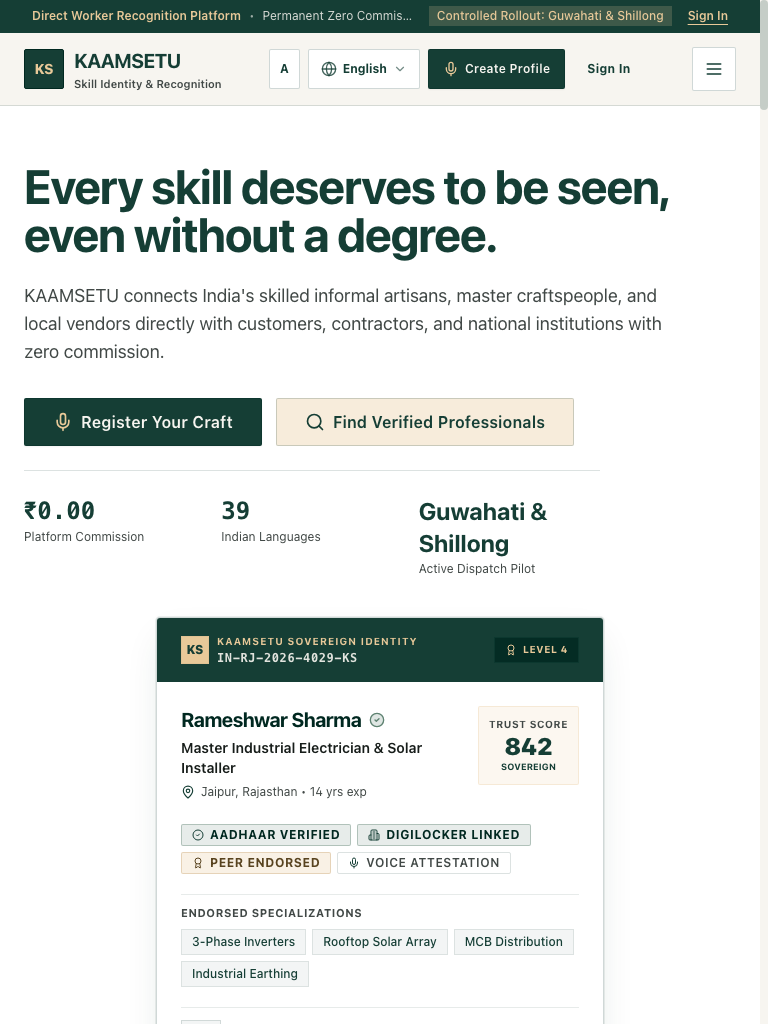 Direct Worker Recognition Platform • Permanent Zero Commis... Controlled Rollout: Guwahati & Shillong Sign In
KS KAAMSETU
Skill Identity & Recognition
A English Create Profile Sign In
Every skill deserves to be seen,
even without a degree.
KAAMSETU connects India's skilled informal artisans, master craftspeople, and
local vendors directly with customers, contractors, and national institutions with
zero commission.
Register Your Craft Find Verified Professionals
₹0.00
Platform Commission
39
Indian Languages
Guwahati &
Shillong
Active Dispatch Pilot
KS KAAMSETU SOVEREIGN IDENTITY
IN-RJ-2026-4029-KS
LEVEL 4
Rameshwar Sharma
Master Industrial Electrician & Solar
Installer
Jaipur, Rajasthan • 14 yrs exp
TRUST SCORE
842
SOVEREIGN
AADHAAR VERIFIED DIGILOCKER LINKED
PEER ENDORSED VOICE ATTESTATION
ENDORSED SPECIALIZATIONS
3-Phase Inverters Rooftop Solar Array MCB Distribution
Industrial Earthing